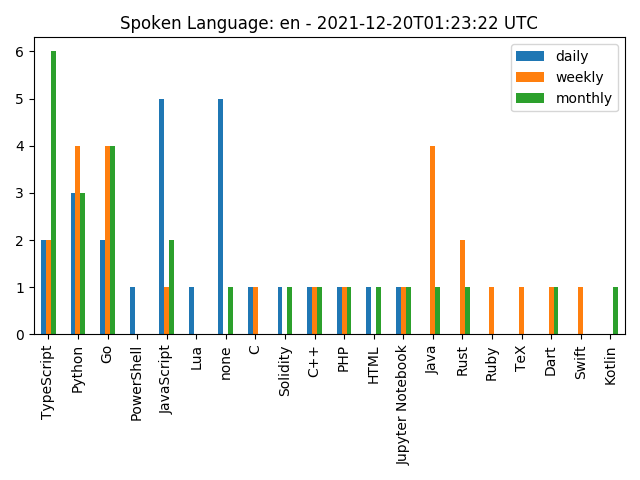 Spoken Language: en - 2021-12-20T01:23:22 UTC
daily
weekly
monthly
6
5
4
3
2
1
0
TypeScript
Python
Go
PowerShell
JavaScript
Lua
none
C
Solidity
C++
PHP
HTML
Jupyter Notebook
Java
Rust
Ruby
TeX
Dart
Swift
Kotlin